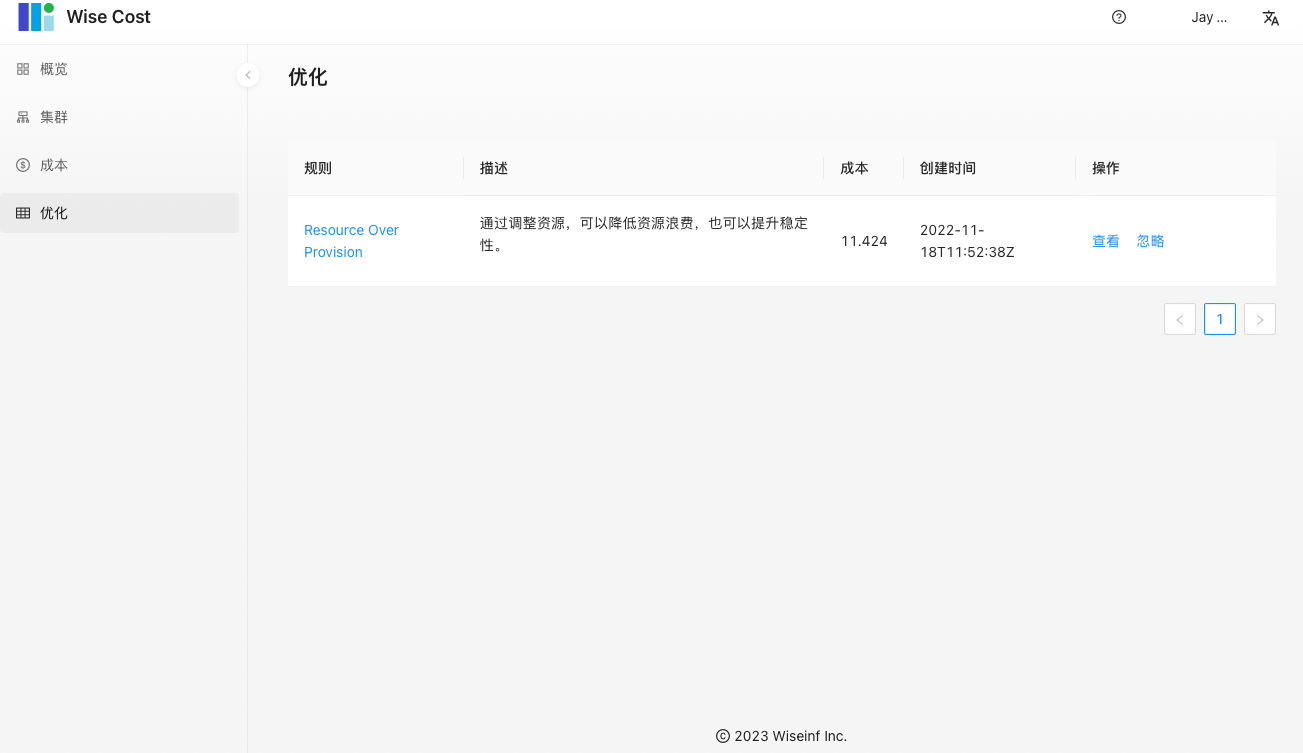 Wise Cost
Jay ...
概览
集群
成本
优化
优化
规则 描述 成本 创建时间 操作
Resource Over
Provision
通过调整资源，可以降低资源浪费，也可以提升稳定
性。
11.424
2022-11-
18T11:52:38Z
查看 忽略
1
© 2023 Wiseinf Inc.